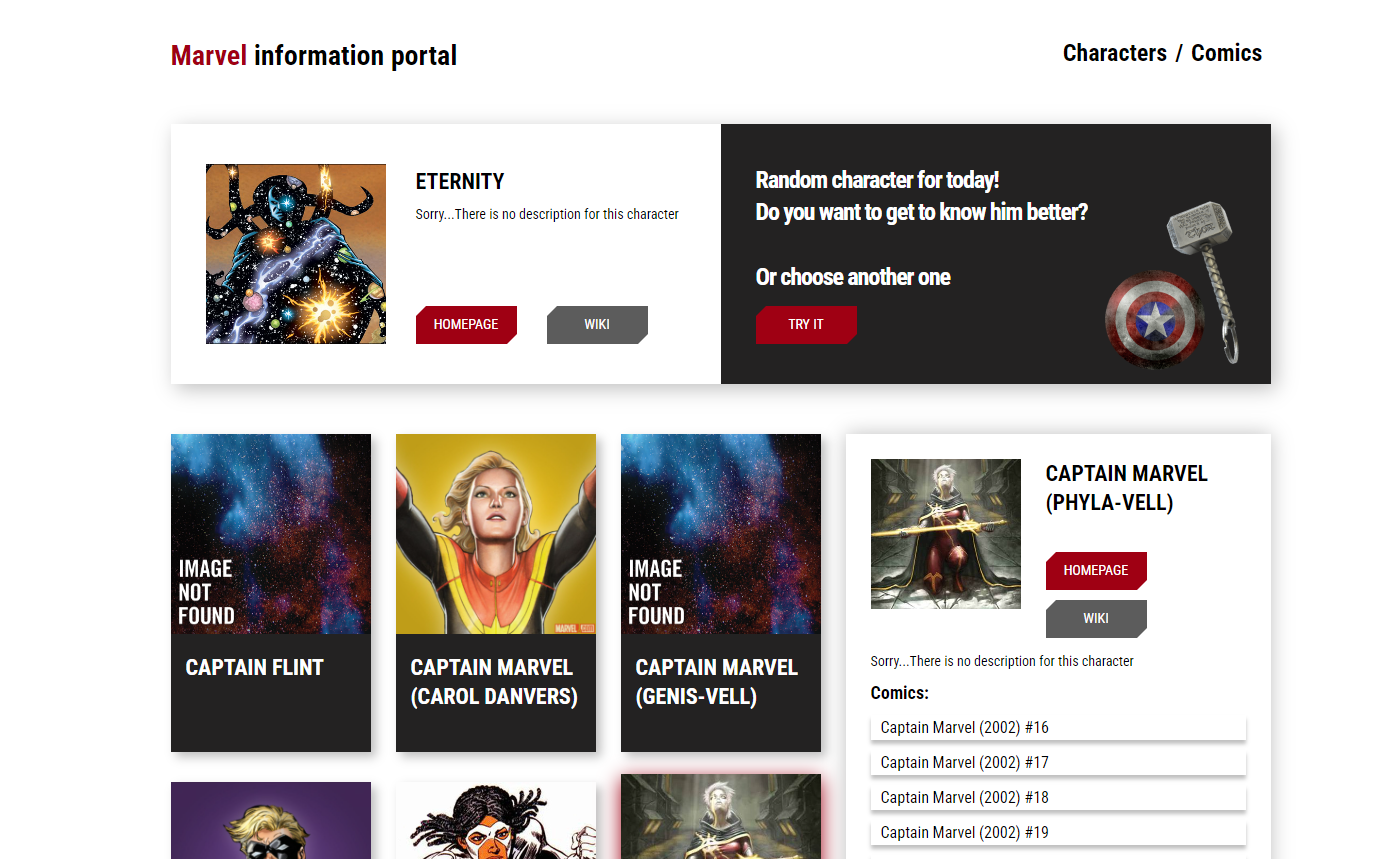 Marvel information portal
Characters / Comics
ETERNITY
Sorry...There is no description for this character
HOMEPAGE
WIKI
Random character for today!
Do you want to get to know him better?
Or choose another one
TRY IT
IMAGE
NOT
FOUND
CAPTAIN FLINT
CAPTAIN MARVEL
(CAROL DANVERS)
IMAGE
NOT
FOUND
CAPTAIN MARVEL
(GENIS-VELL)
CAPTAIN MARVEL
(PHYLA-VELL)
HOMEPAGE
WIKI
Sorry...There is no description for this character
Comics:
Captain Marvel (2002) #16
Captain Marvel (2002) #17
Captain Marvel (2002) #18
Captain Marvel (2002) #19